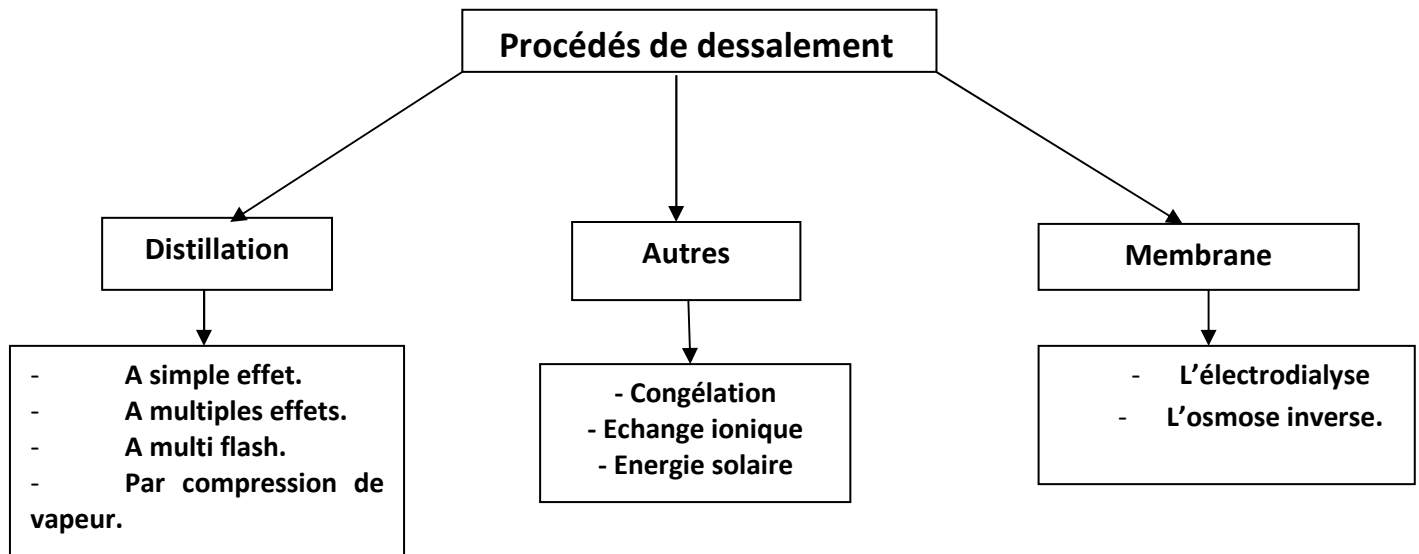 Procédés de dessalement
Distillation
Autres
Membrane
- A simple effet.
- A multiples effets.
- A multi flash.
- Par compression de
vapeur.
- Congélation
- Echange ionique
- Energie solaire
- L’électrodialyse
- L’osmose inverse.